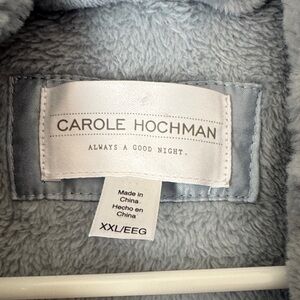 CAROLE HOCHMAN
ALWAYS A GOOD NIGHT.
Made in
China
Hecho en
China
XXL/EEG